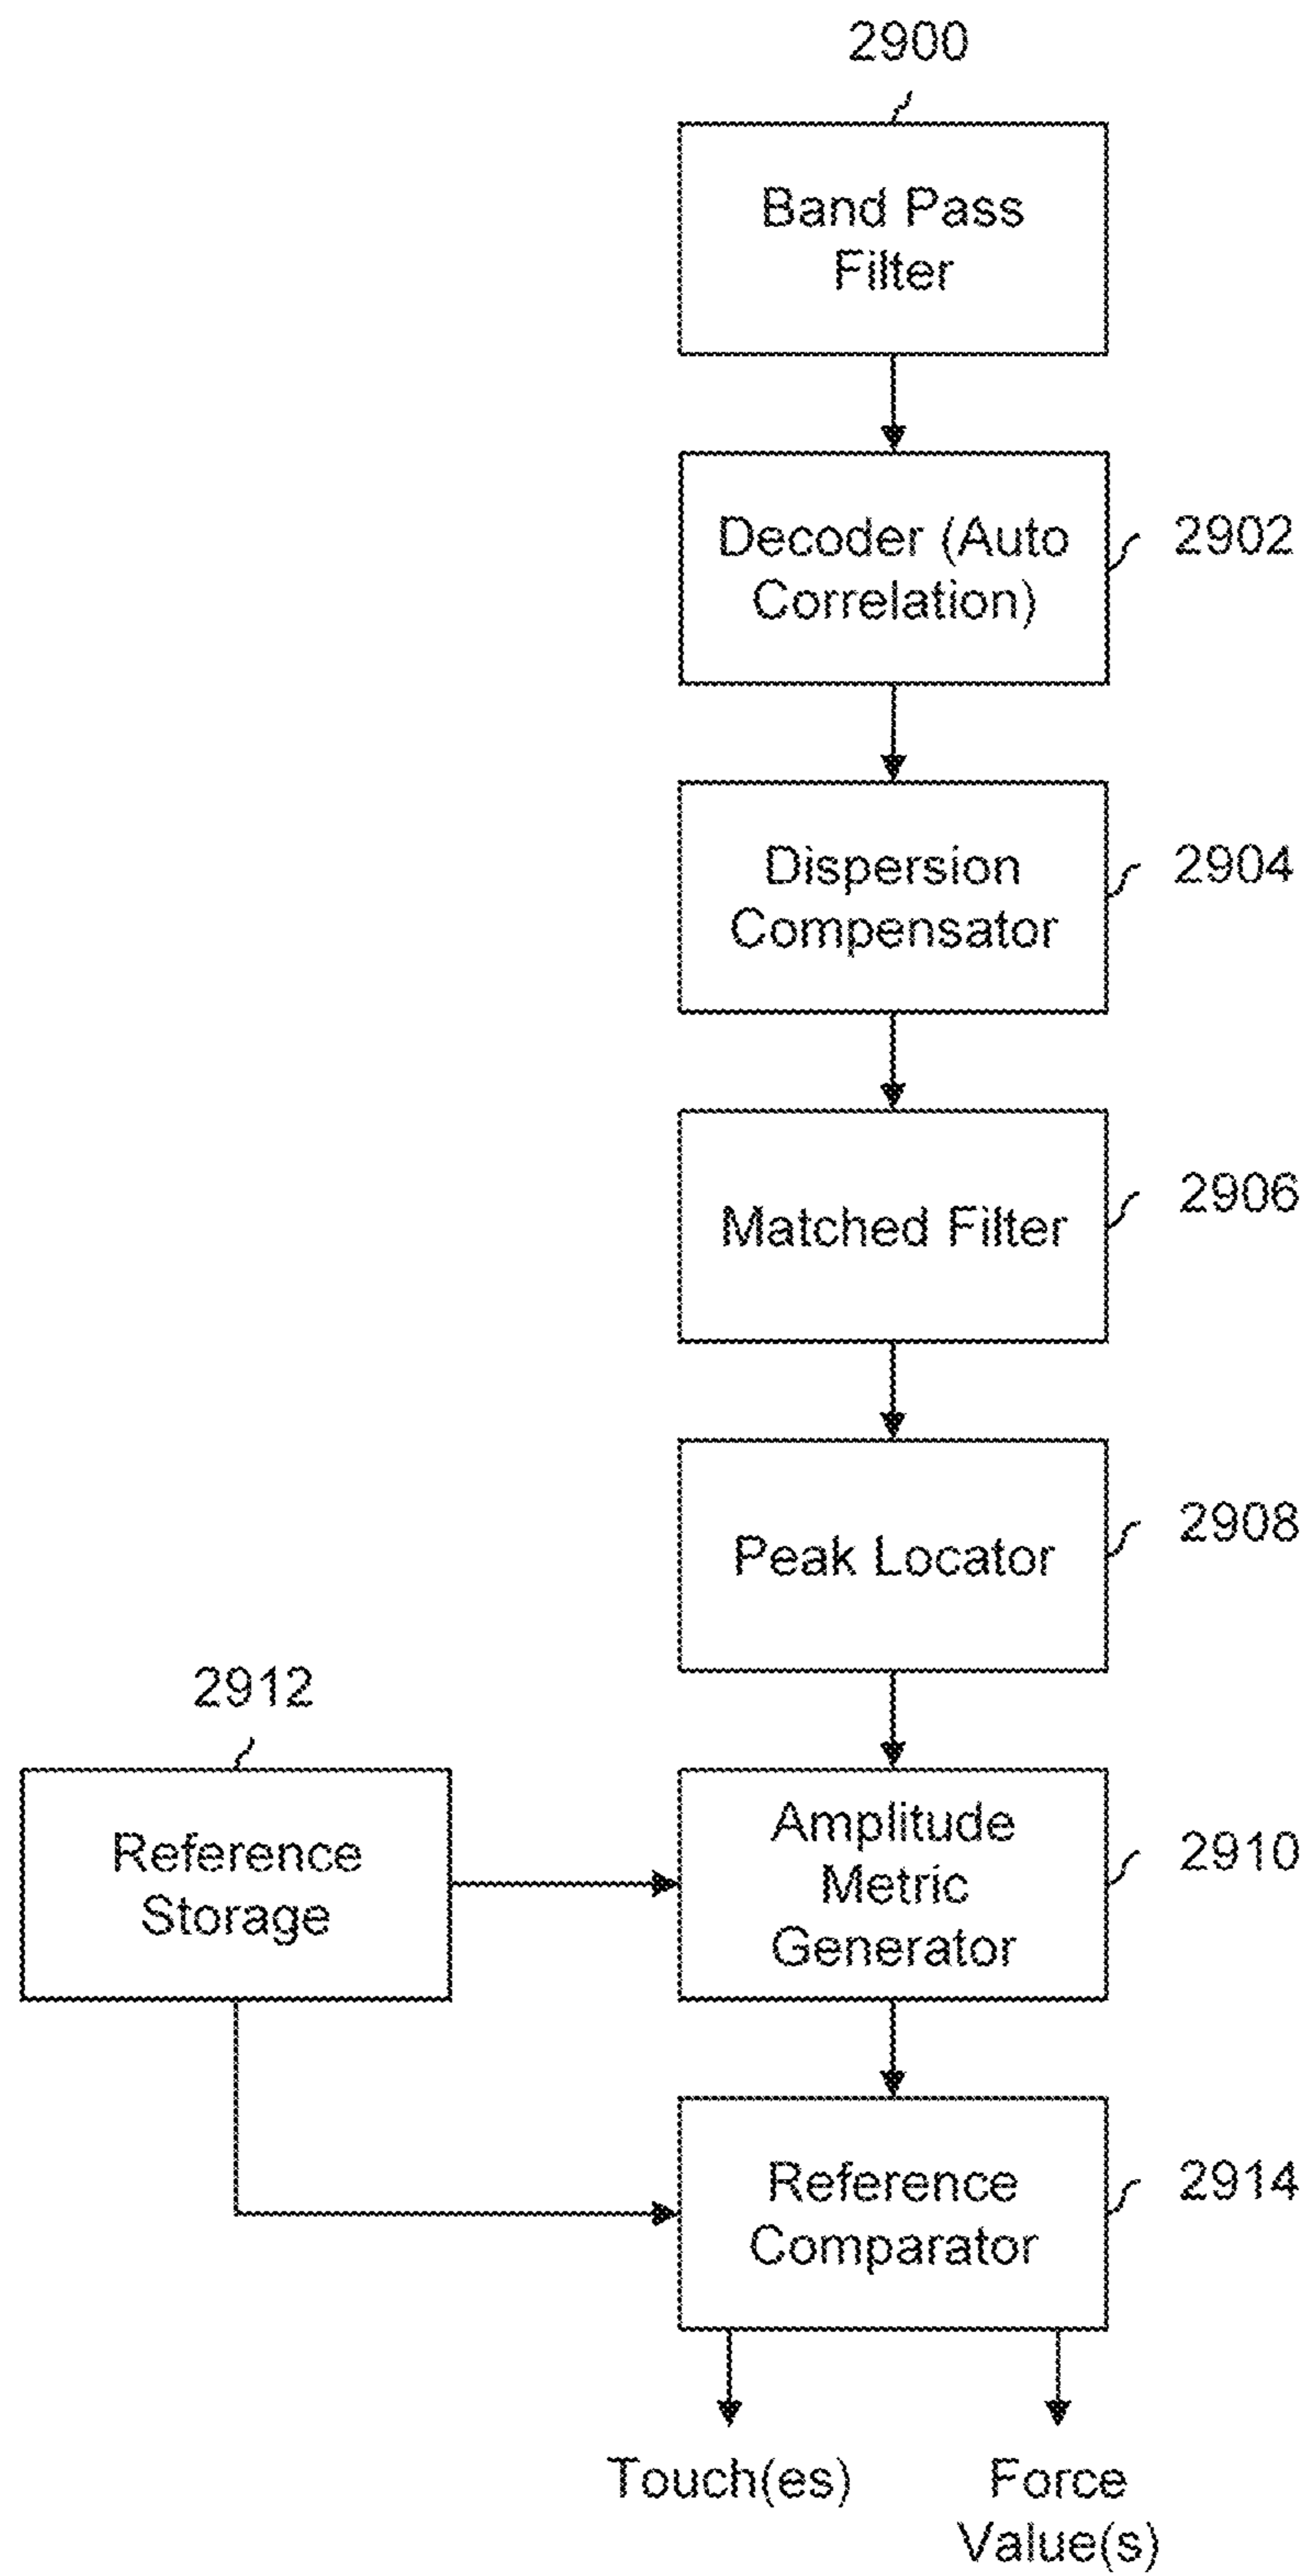 2900
Band Pass
Filter
Decoder (Auto
Correlation)
2902
Dispersion
Compensator
2904
Matched Filter
2906
Peak Locator
2908
2912
Reference
Storage
Amplitude
Metric
Generator
2910
Reference
Comparator
2914
Touch(es)
Force
Value(s)